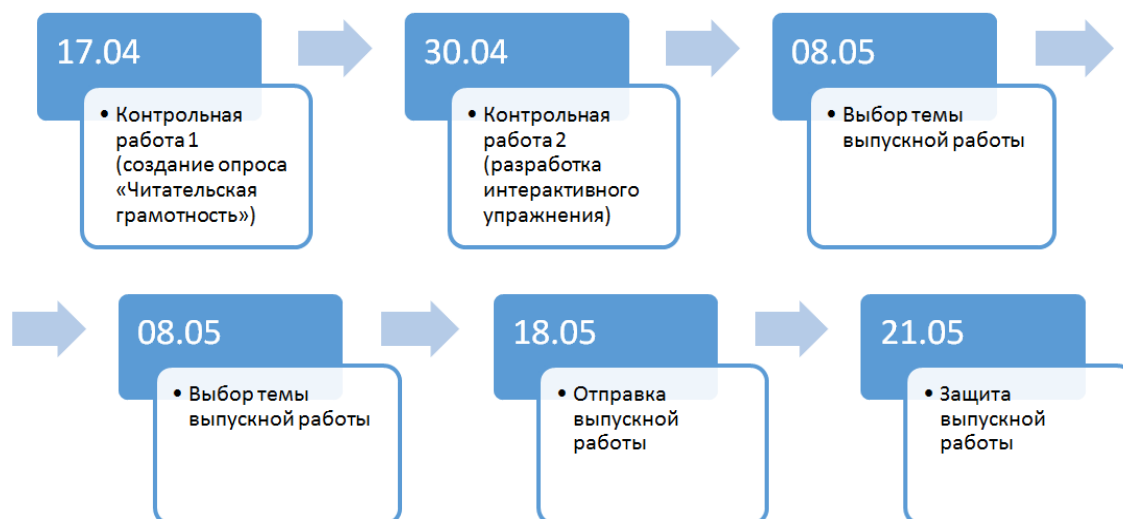 17.04
• Контрольная
работа 1
(создание опроса
«Читательская
грамотность»)
30.04
• Контрольная
работа 2
(разработка
интерактивного
упражнения)
08.05
• Выбор темы
выпускной работы
08.05
• Выбор темы
выпускной работы
18.05
• Отправка
выпускной
работы
21.05
• Защита
выпускной
работы